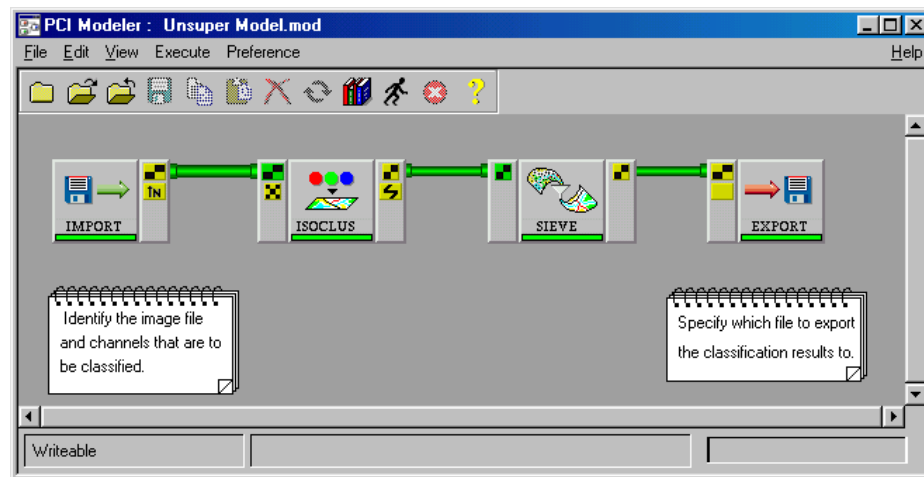 PCI Modeler : Unsuper Model.mod
File Edit View Execute Preference Help
IN
IMPORT
ISOCLUS
SIEVE
EXPORT
Identify the image file
and channels that are to
be classified.
Specify which file to export
the classification results to.
Writeable